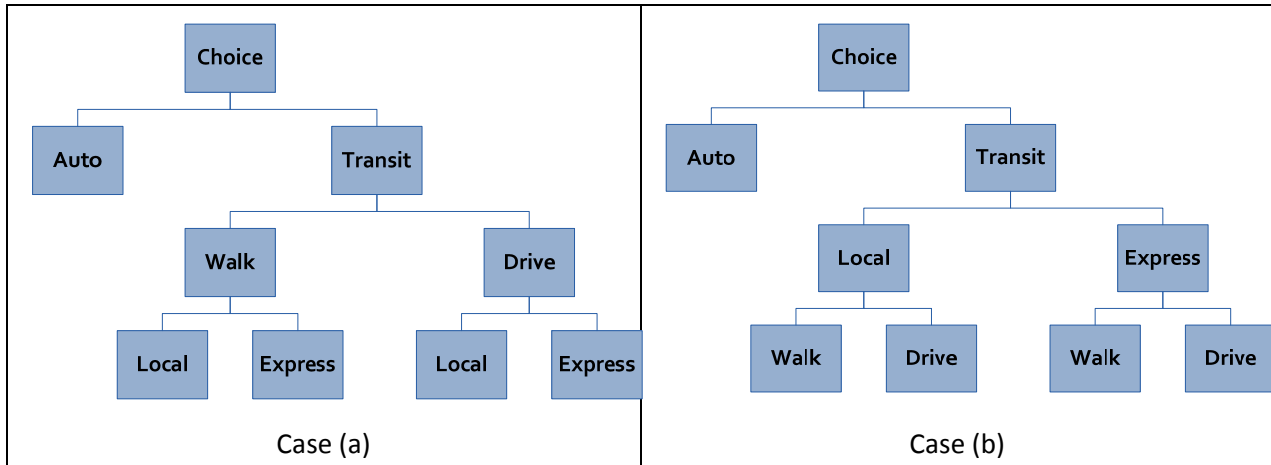 Choice
Auto
Transit
Walk
Drive
Local
Express
Local
Express
Case (a)
Choice
Auto
Transit
Local
Express
Walk
Drive
Walk
Drive
Case (b)